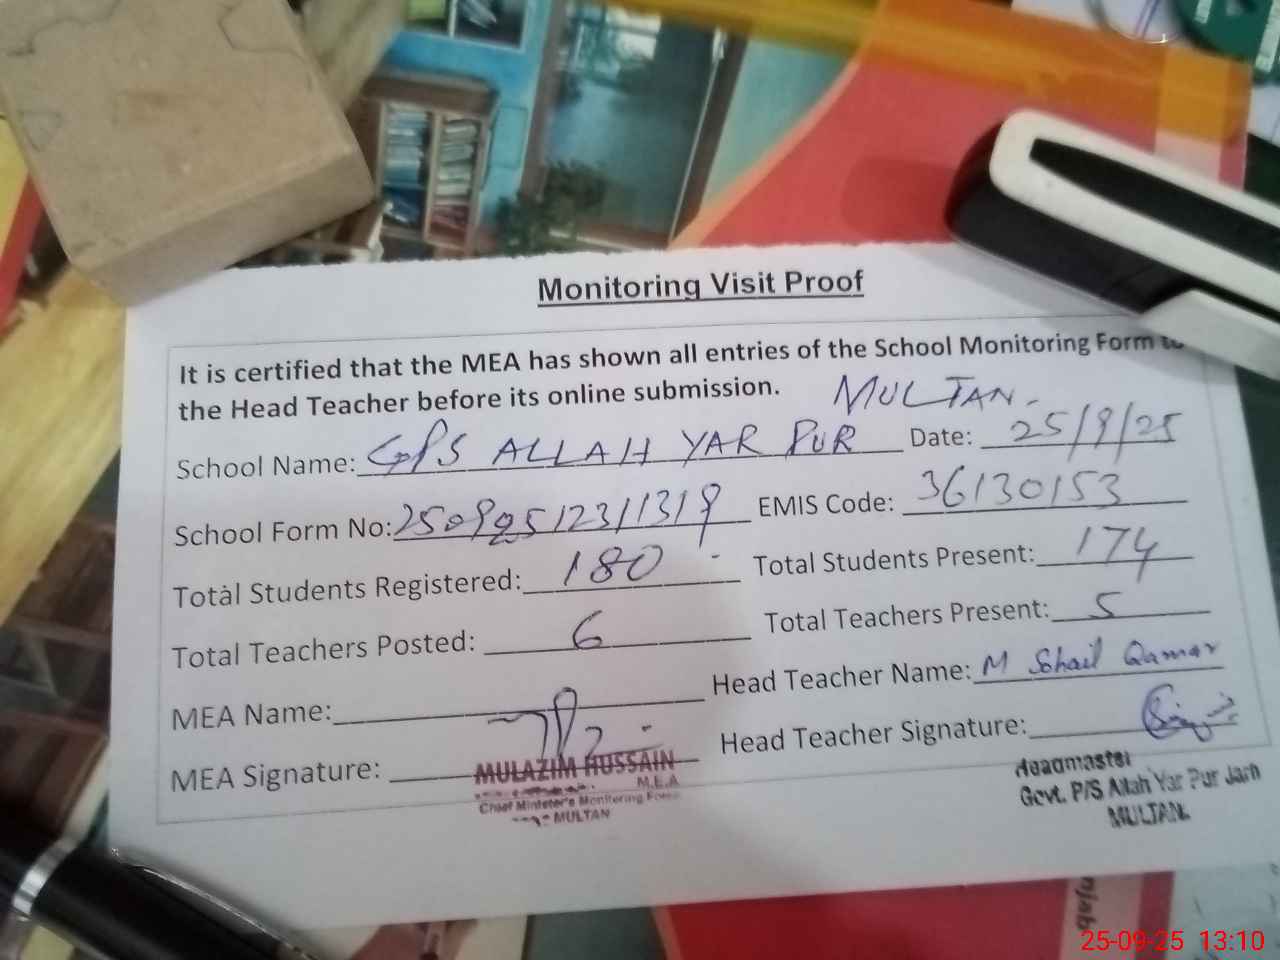 Monitoring Visit Proof
It is certified that the MEA has shown all entries of the School Monitoring Form to
the Head Teacher before its online submission.
MULTAN.
School Name: GPS ALLAH YAR PUR Date: 25/9/25
School Form No: EMIS Code: 36130153
Total Students Registered: 180 Total Students Present: 174
Total Teachers Posted: 6 Total Teachers Present: 5
MEA Name: Head Teacher Name: M Sohail Qamar
MEA Signature: Head Teacher Signature:
MULAZIM HUSSAIN
M.E.A
Chief Minister's Monitoring Force
MULTAN
Headmaster
Govt. P/S Allah Yar Pur Jarh
MULTAN.
25-09-25 13:10